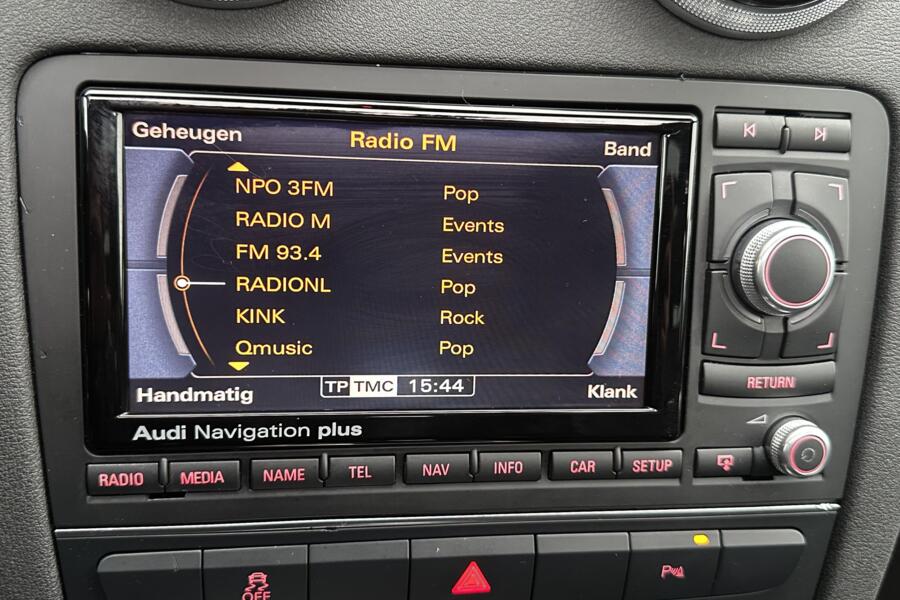 Geheugen Radio FM Band
NPO 3FM Pop
RADIO M Events
FM 93.4 Events
RADIONL Pop
KINK Rock
Qmusic Pop
Handmatig TP TMC 15:44 Klank
Audi Navigation plus
RETURN
RADIO MEDIA NAME TEL NAV INFO CAR SETUP
OFF
P